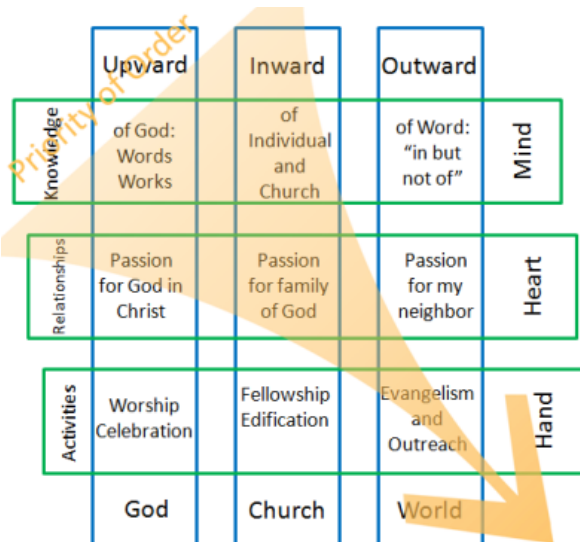 Priority of Order
Upward
Inward
Outward
Knowledge
of God:
Words
Works
of
Individual
and
Church
of Word:
“in but
not of”
Mind
Relationships
Passion
for God in
Christ
Passion
for family
of God
Passion
for my
neighbor
Heart
Activities
Worship
Celebration
Fellowship
Edification
Evangelism
and
Outreach
Hand
God
Church
World